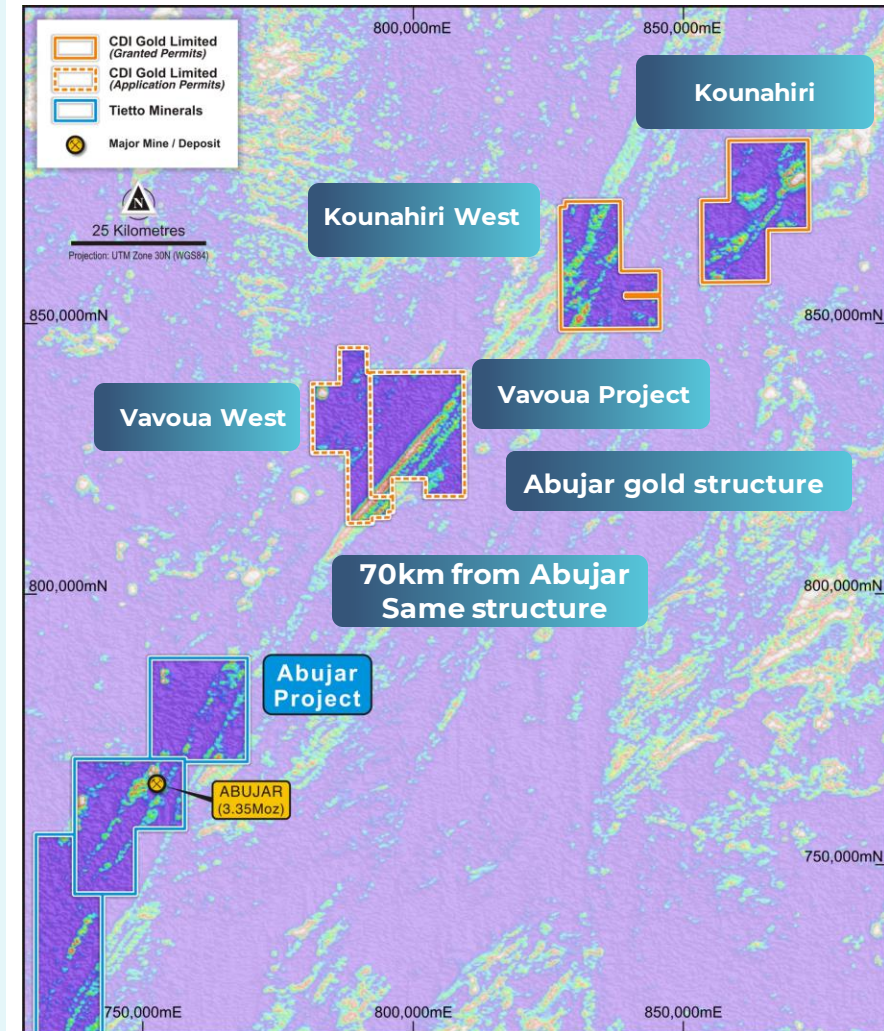 800,000mE
850,000mE
CDI Gold Limited
(Granted Permits)
CDI Gold Limited
(Application Permits)
Tietto Minerals
Major Mine / Deposit
N
25 Kilometres
Projection: UTM Zone 30N (WGS84)
Kounahiri
Kounahiri West
850,000mN
850,000mN
Vavoua West
Vavoua Project
Abujar gold structure
70km from Abujar
Same structure
800,000mN
800,000mN
Abujar
Project
ABUJAR
(3.35Moz)
750,000mN
750,000mE
800,000mE
850,000mE